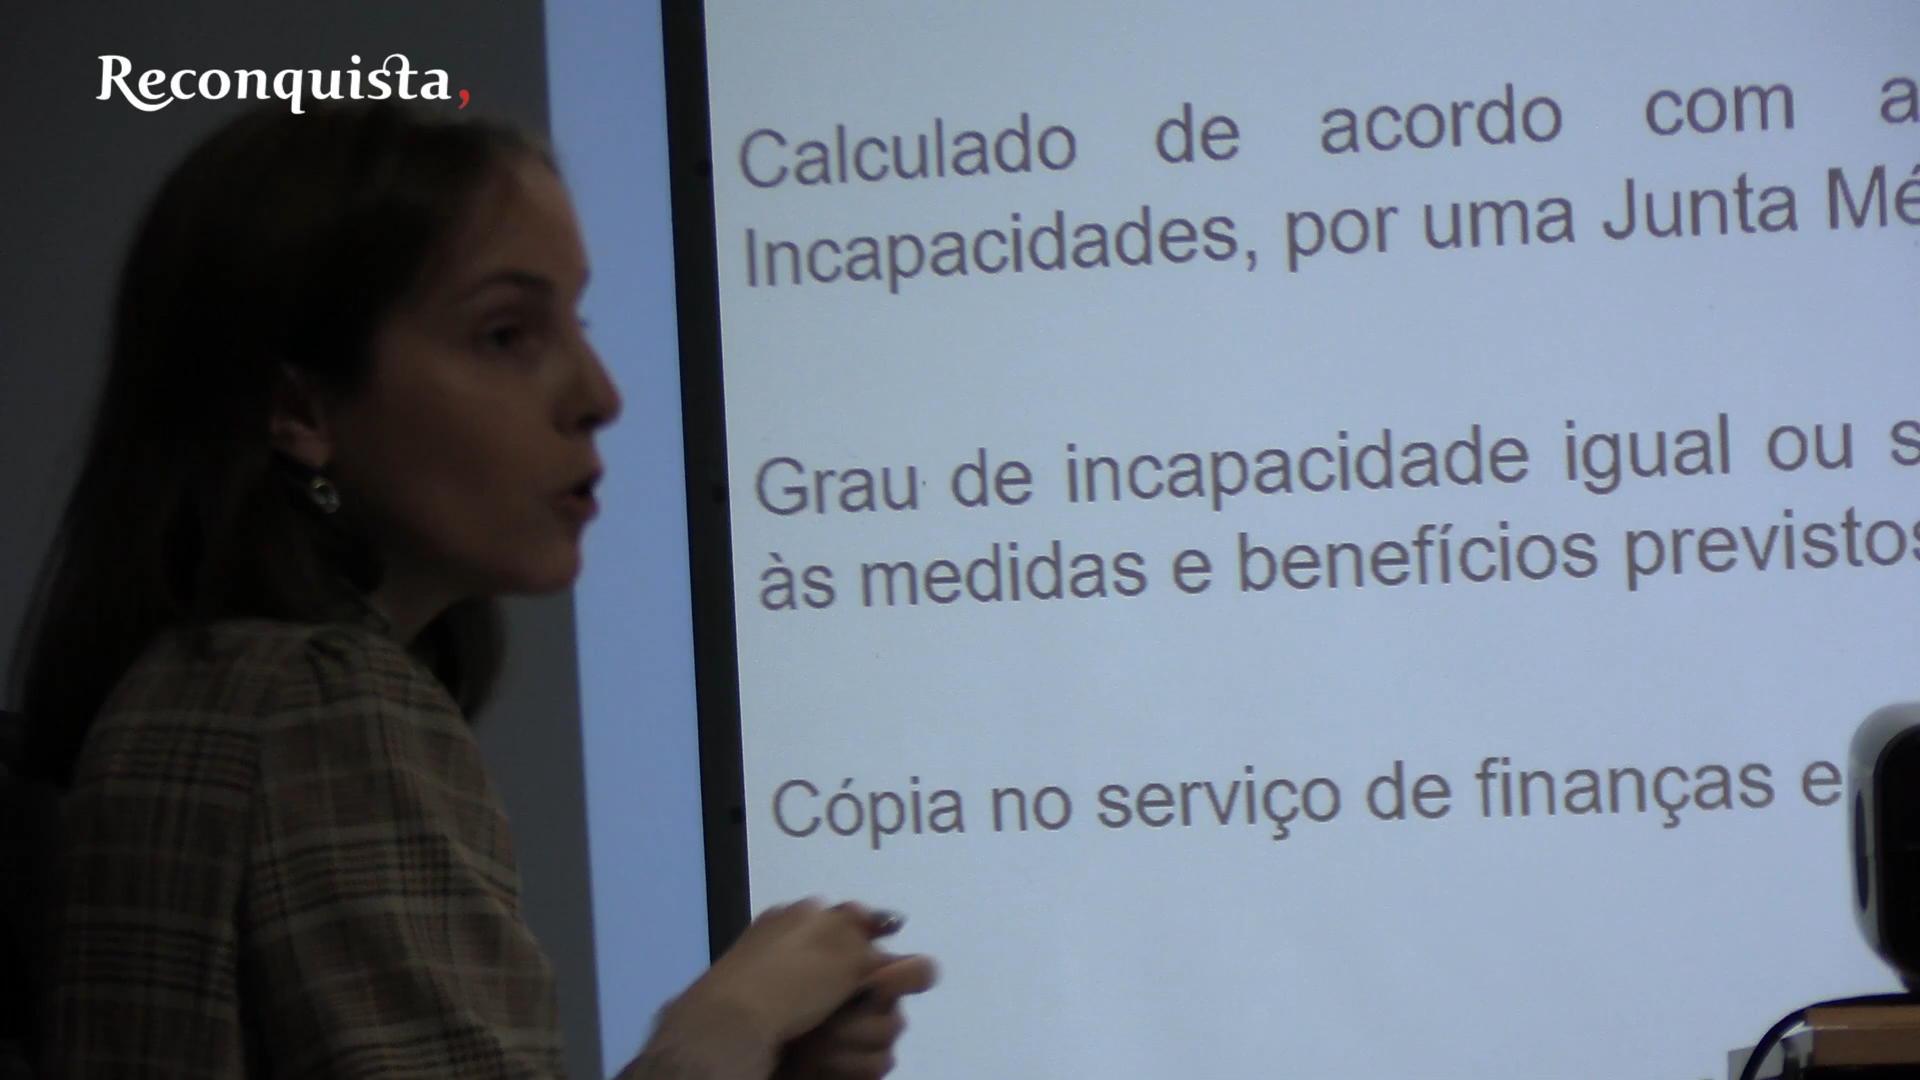 Reconquista,
Calculado de acordo com a
Incapacidades, por uma Junta Mé
Grau de incapacidade igual ou s
às medidas e benefícios previstos
Cópia no serviço de finanças e